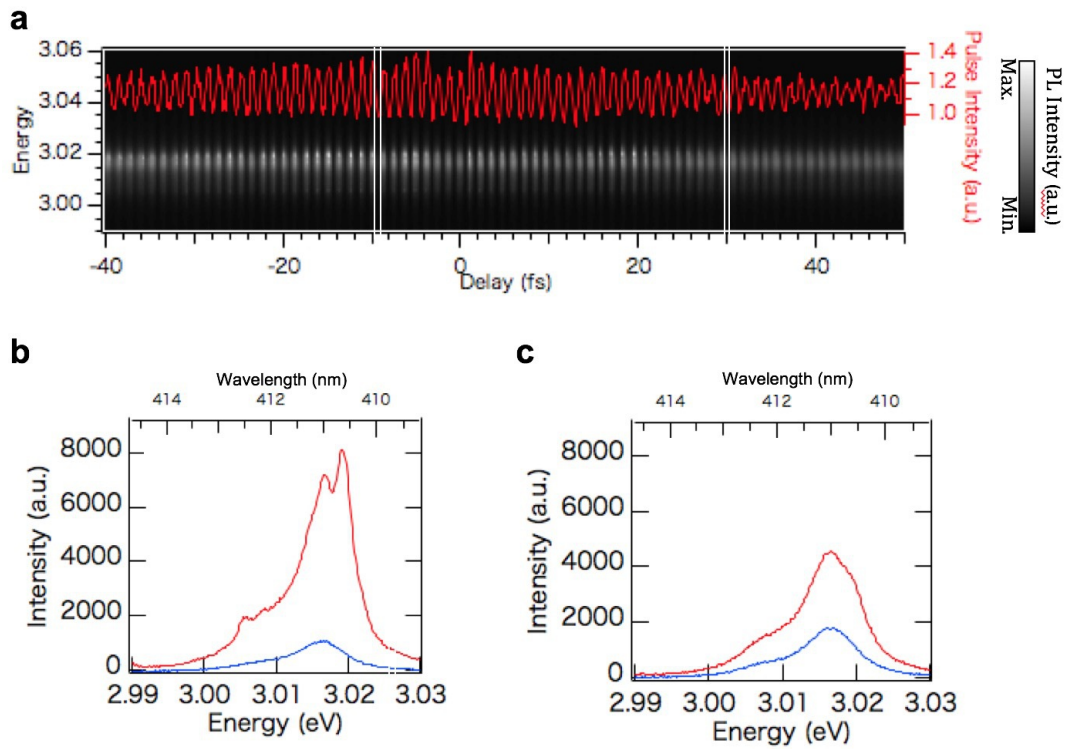 a
3.06
3.04
3.02
3.00
Energy
-40
-20
0
20
40
Delay (fs)
1.4
1.2
1.0
Pulse Intensity (a.u.)
Max.
Min.
PL Intensity (a.u.)
b
Wavelength (nm)
414
412
410
8000
6000
4000
2000
0
Intensity (a.u.)
2.99
3.00
3.01
3.02
3.03
Energy (eV)
c
Wavelength (nm)
414
412
410
8000
6000
4000
2000
0
Intensity (a.u.)
2.99
3.00
3.01
3.02
3.03
Energy (eV)